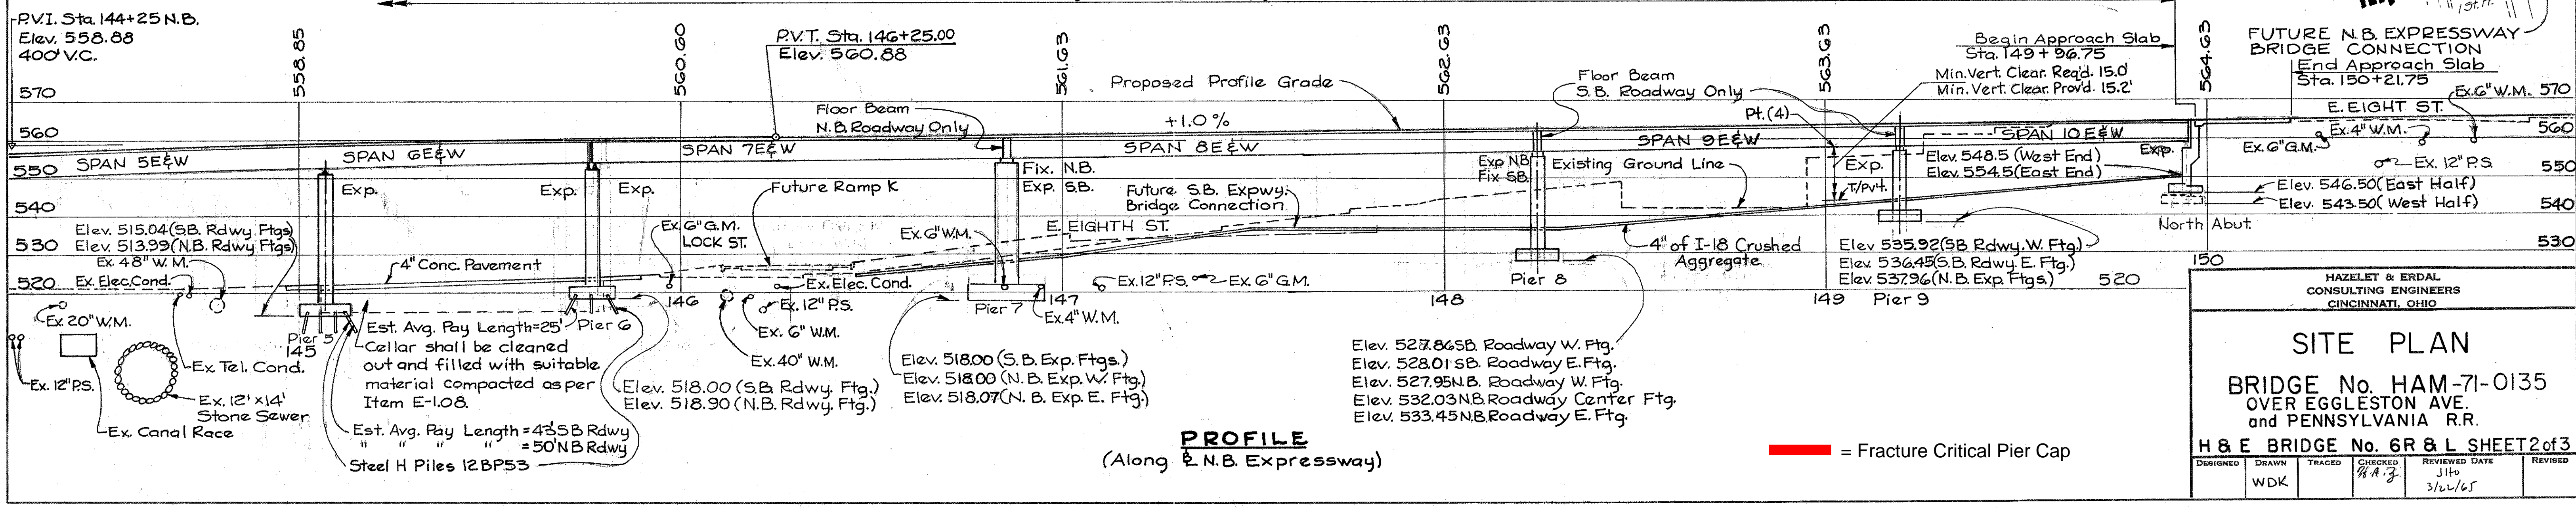 P.V.I. Sta. 144+25 N.B.
Elev. 558.88
400' V.C.
558.85
560.60
P.V.T. Sta. 146+25.00
Elev. 560.88
561.63
562.63
563.63
564.63
Begin Approach Slab
Sta. 149 + 96.75
FUTURE N.B. EXPRESSWAY
BRIDGE CONNECTION
End Approach Slab
Sta. 150+21.75
Min. Vert. Clear. Req'd. 15.0'
Min. Vert. Clear. Prov'd. 15.2'
Proposed Profile Grade
+1.0 %
Floor Beam
N.B. Roadway Only
Floor Beam
S.B. Roadway Only
Pt.(4)
E. EIGHT ST.
Ex. 6" W.M.
570
570
560
560
550
550
540
540
530
530
520
520
SPAN 5E&W
SPAN 6E&W
SPAN 7E&W
SPAN 8E&W
SPAN 9E&W
SPAN 10E&W
Ex. 4" W.M.
Ex. 6" G.M.
Ex. 12" P.S.
Exp.
Exp.
Exp.
Fix. N.B.
Exp. S.B.
Exp NB
Fix SB
Exp.
Exp.
T/Pvt.
Existing Ground Line
Future Ramp K
Future S.B. Expwy.
Bridge Connection
E. EIGHTH ST.
Elev. 548.5 (West End)
Elev. 554.5 (East End)
Elev. 546.50 (East Half)
Elev. 543.50 (West Half)
North Abut.
150
Elev. 515.04 (SB. Rdwy Ftgs)
Elev. 513.99 (N.B. Rdwy Ftgs)
Ex. 48" W.M.
Ex. Elec. Cond.
4" Conc. Pavement
Ex. 6" G.M.
LOCK ST.
Ex. 6" W.M.
Ex. Elec. Cond.
Ex. 12" P.S.
Ex. 6" W.M.
Ex. 40" W.M.
Ex. 12" P.S.
Ex. 6" G.M.
Ex. 4" W.M.
4" of I-18 Crushed
Aggregate
Elev 535.92 (SB Rdwy. W. Ftg.)
Elev. 536.45 (S.B. Rdwy. E. Ftg.)
Elev. 537.96 (N.B. Exp. Ftgs.)
Ex. 20" W.M.
Ex. 12" P.S.
Ex. Tel. Cond.
Ex. 12' x 14'
Stone Sewer
Ex. Canal Race
Pier 5
145
Pier 6
146
Pier 7
147
Pier 8
148
Pier 9
149
Est. Avg. Pay Length = 25'
Cellar shall be cleaned
out and filled with suitable
material compacted as per
Item E-1.08.
Est. Avg. Pay Length = 43' SB Rdwy
" " " " = 50' NB Rdwy
Steel H Piles 12BP53
Elev. 518.00 (S.B. Rdwy. Ftg.)
Elev. 518.90 (N.B. Rdwy. Ftg.)
Elev. 518.00 (S.B. Exp. Ftgs.)
Elev. 518.00 (N.B. Exp. W. Ftg.)
Elev. 518.07 (N.B. Exp. E. Ftg.)
Elev. 527.86 SB. Roadway W. Ftg.
Elev. 528.01 SB. Roadway E. Ftg.
Elev. 527.95 N.B. Roadway W. Ftg.
Elev. 532.03 N.B. Roadway Center Ftg.
Elev. 533.45 N.B. Roadway E. Ftg.
PROFILE
(Along ℄ N.B. Expressway)
= Fracture Critical Pier Cap
HAZELET & ERDAL
CONSULTING ENGINEERS
CINCINNATI, OHIO
SITE PLAN
BRIDGE No. HAM-71-0135
OVER EGGLESTON AVE.
and PENNSYLVANIA R.R.
H & E BRIDGE No. 6R & L SHEET 2 of 3
DESIGNED
DRAWN
WDK
TRACED
CHECKED
REVIEWED DATE
3/22/65
REVISED